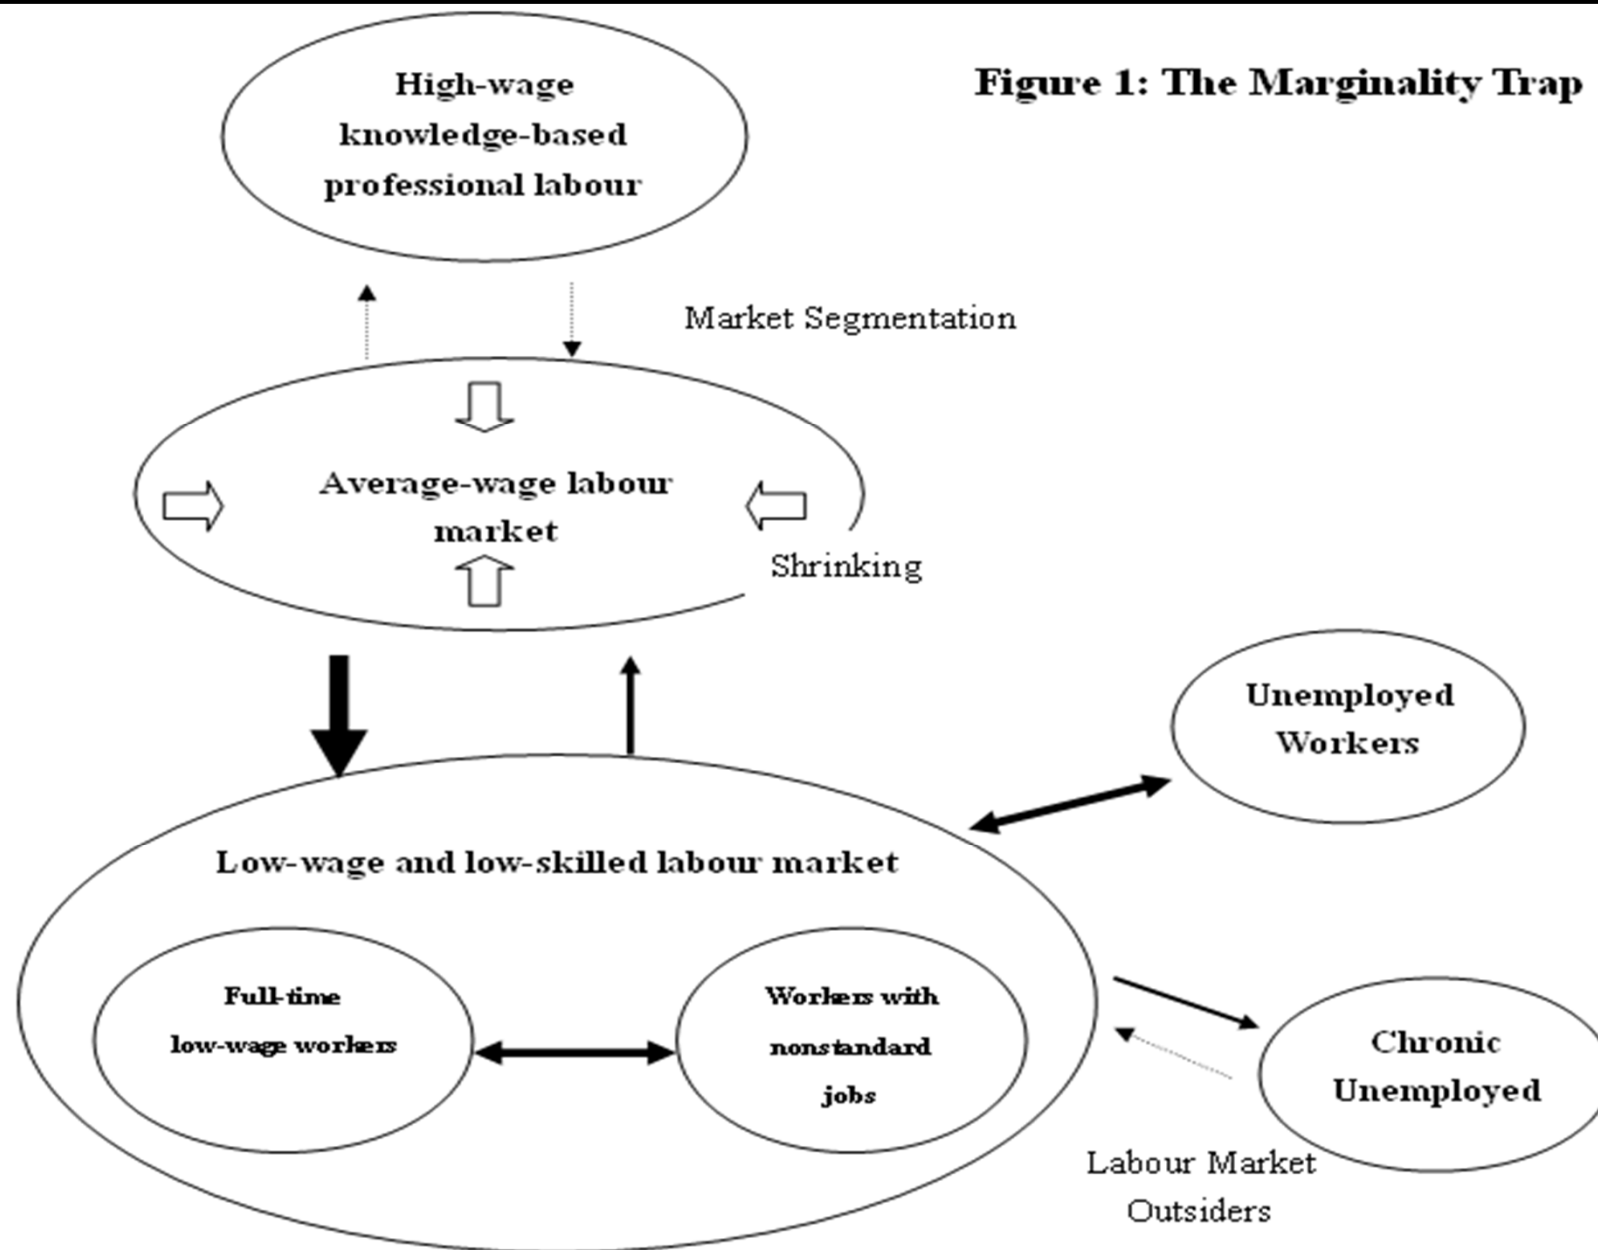 Figure 1: The Marginality Trap
High-wage
knowledge-based
professional labour
Market Segmentation
Average-wage labour
market
Shrinking
Unemployed
Workers
Low-wage and low-skilled labour market
Full-time
low-wage workers
Workers with
nonstandard
jobs
Chronic
Unemployed
Labour Market
Outsiders